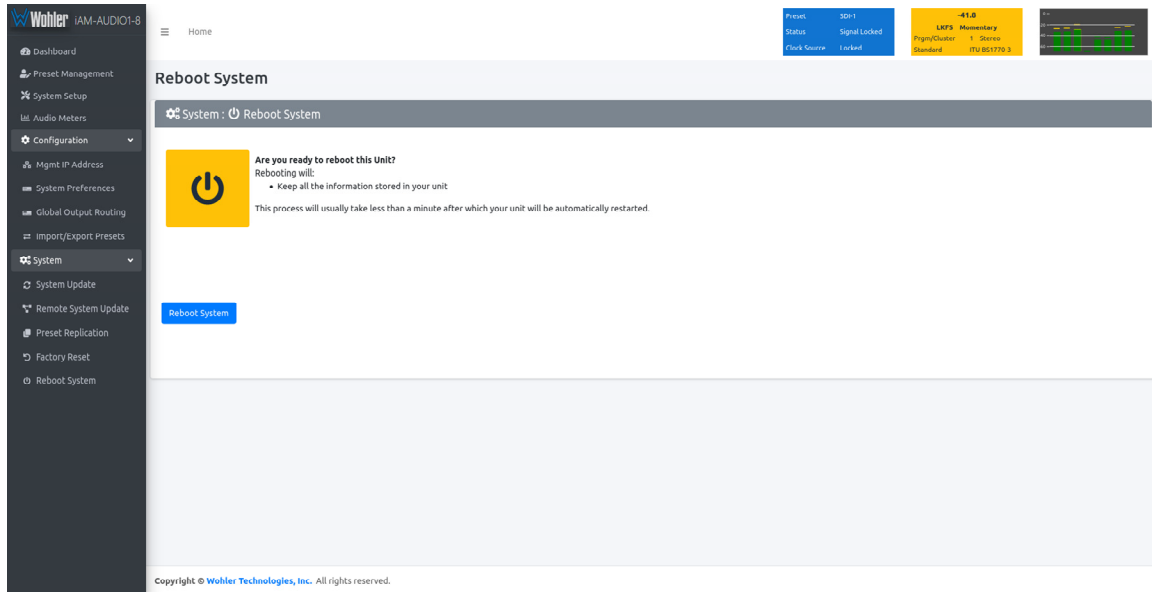 Wohler iAM-AUDIO1-8
Dashboard
Preset Management
System Setup
Audio Meters
Configuration
Mgmt IP Address
System Preferences
Global Output Routing
Import/Export Presets
System
System Update
Remote System Update
Preset Replication
Factory Reset
Reboot System
Home
Preset SDI-1
Status Signal Locked
Clock Source Locked
-41.0
LKFS Momentary
Prgm/Cluster 1 Stereo
Standard ITU BS1770 3
Reboot System
System : Reboot System
Are you ready to reboot this Unit?
Rebooting will:
Keep all the information stored in your unit
This process will usually take less than a minute after which your unit will be automatically restarted.
Reboot System
Copyright © Wohler Technologies, Inc. All rights reserved.